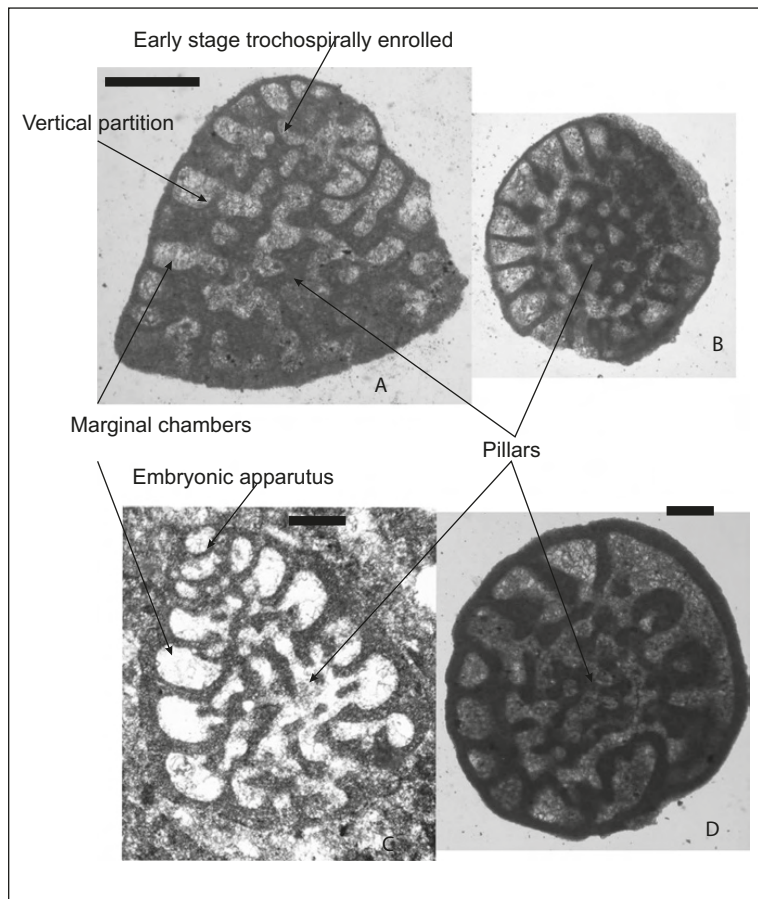 Early stage trochospirally enrolled
Vertical partition
A
B
Marginal chambers
Pillars
Embryonic apparutus
C
D